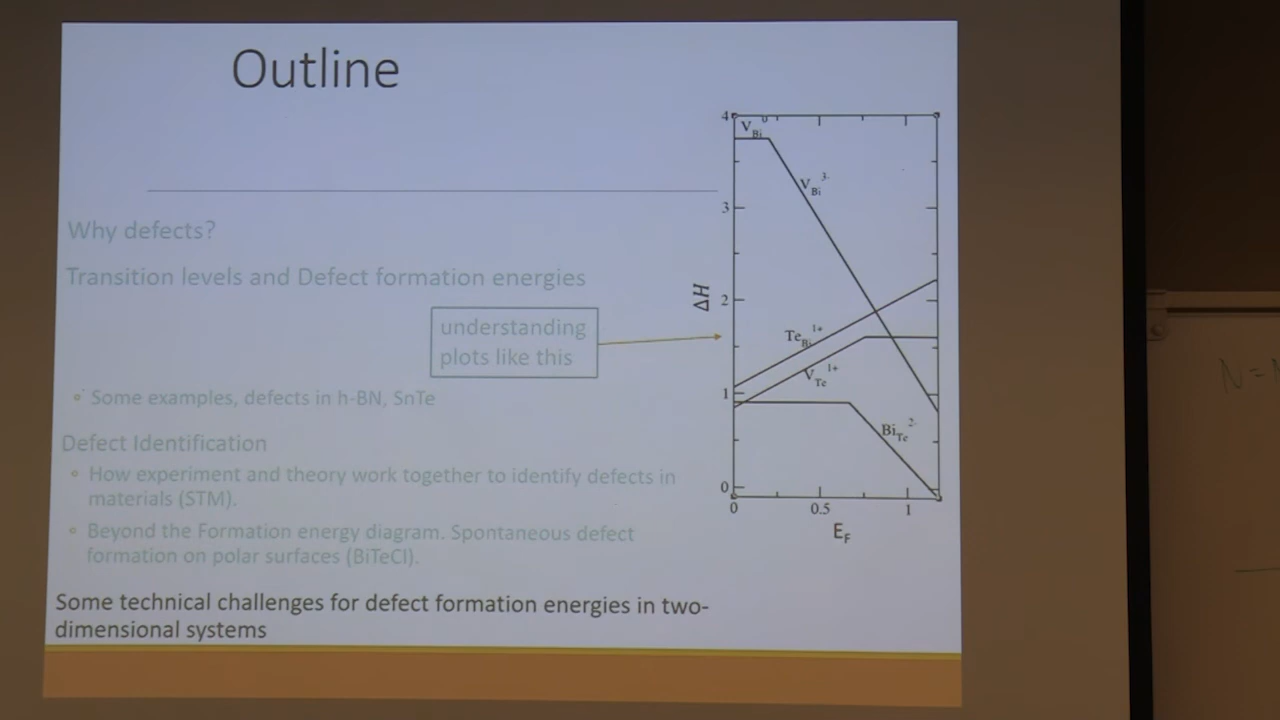 Outline
Why defects?
Transition levels and Defect formation energies
understanding
plots like this
Some examples, defects in h-BN, SnTe
Defect Identification
How experiment and theory work together to identify defects in
materials (STM).
Beyond the Formation energy diagram. Spontaneous defect
formation on polar surfaces (BiTeCl).
Some technical challenges for defect formation energies in two-
dimensional systems
4
3
2
1
0
ΔH
V_Bi^0
V_Bi^3-
Te_Bi^1+
V_Te^1+
Bi_Te^2-
0 0.5 1
E_F
N=